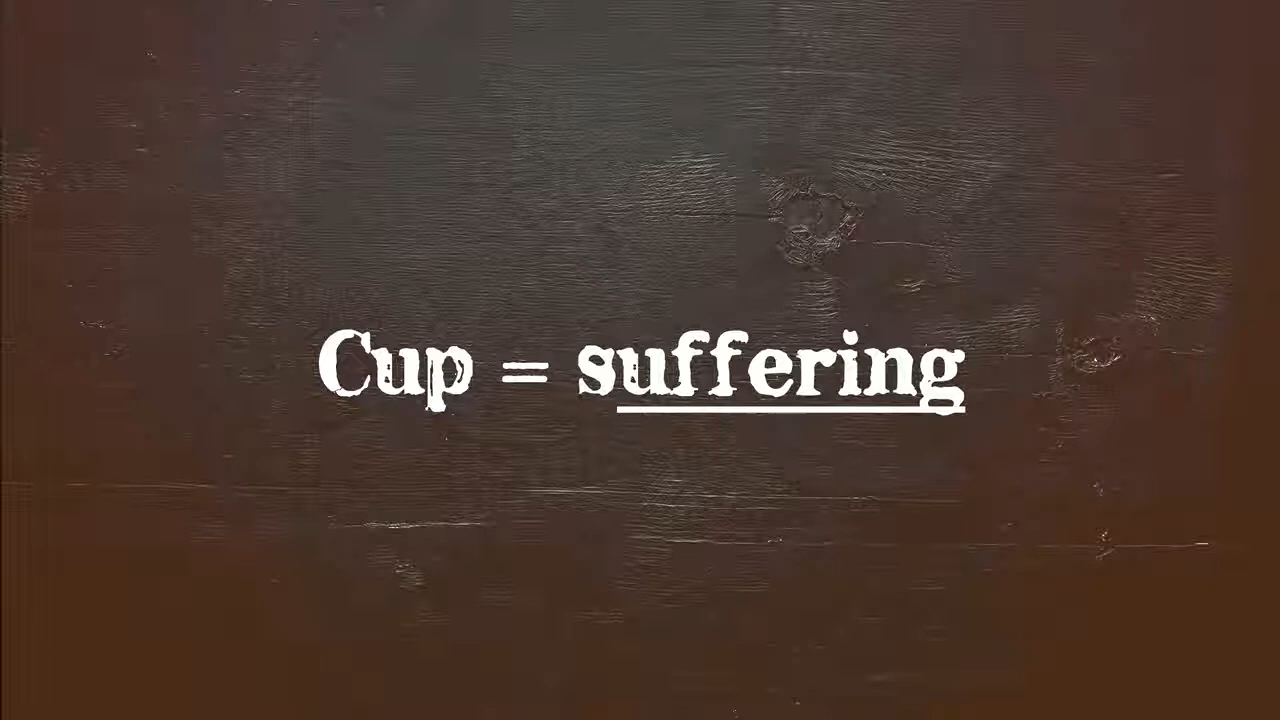 Cup = suffering